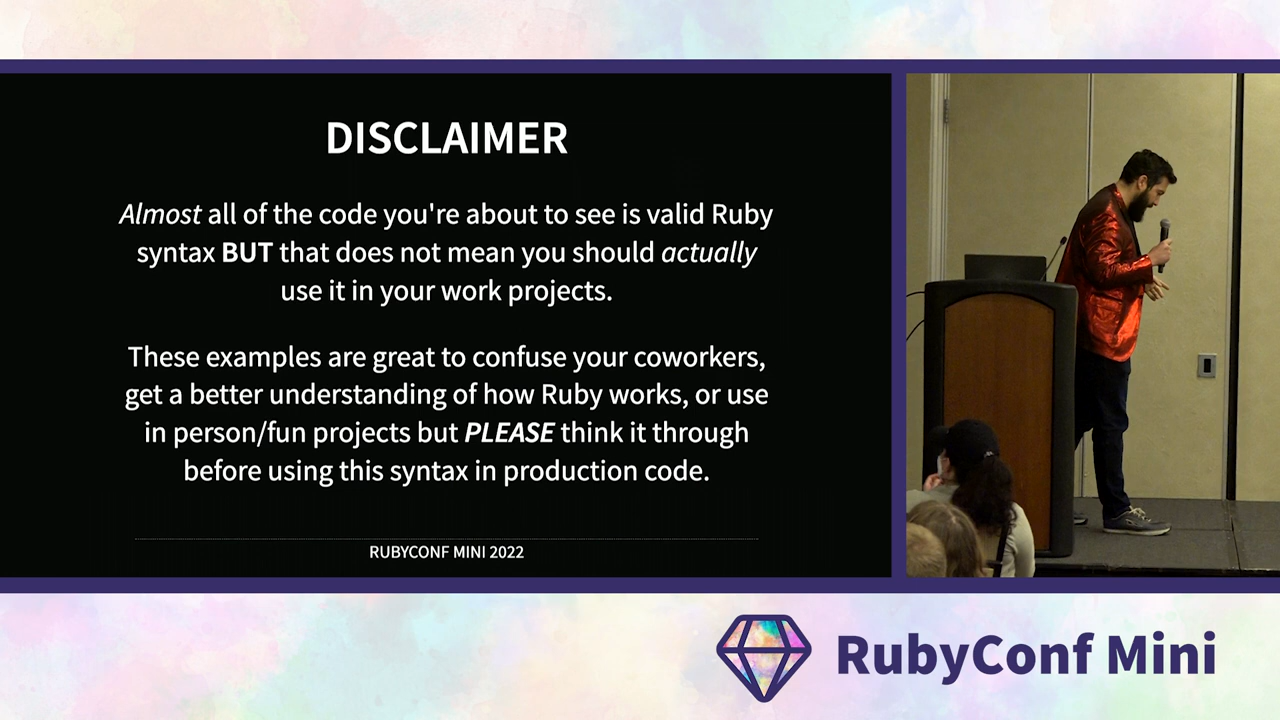 DISCLAIMER
Almost all of the code you're about to see is valid Ruby
syntax BUT that does not mean you should actually
use it in your work projects.
These examples are great to confuse your coworkers,
get a better understanding of how Ruby works, or use
in person/fun projects but PLEASE think it through
before using this syntax in production code.
RUBYCONF MINI 2022
RubyConf Mini